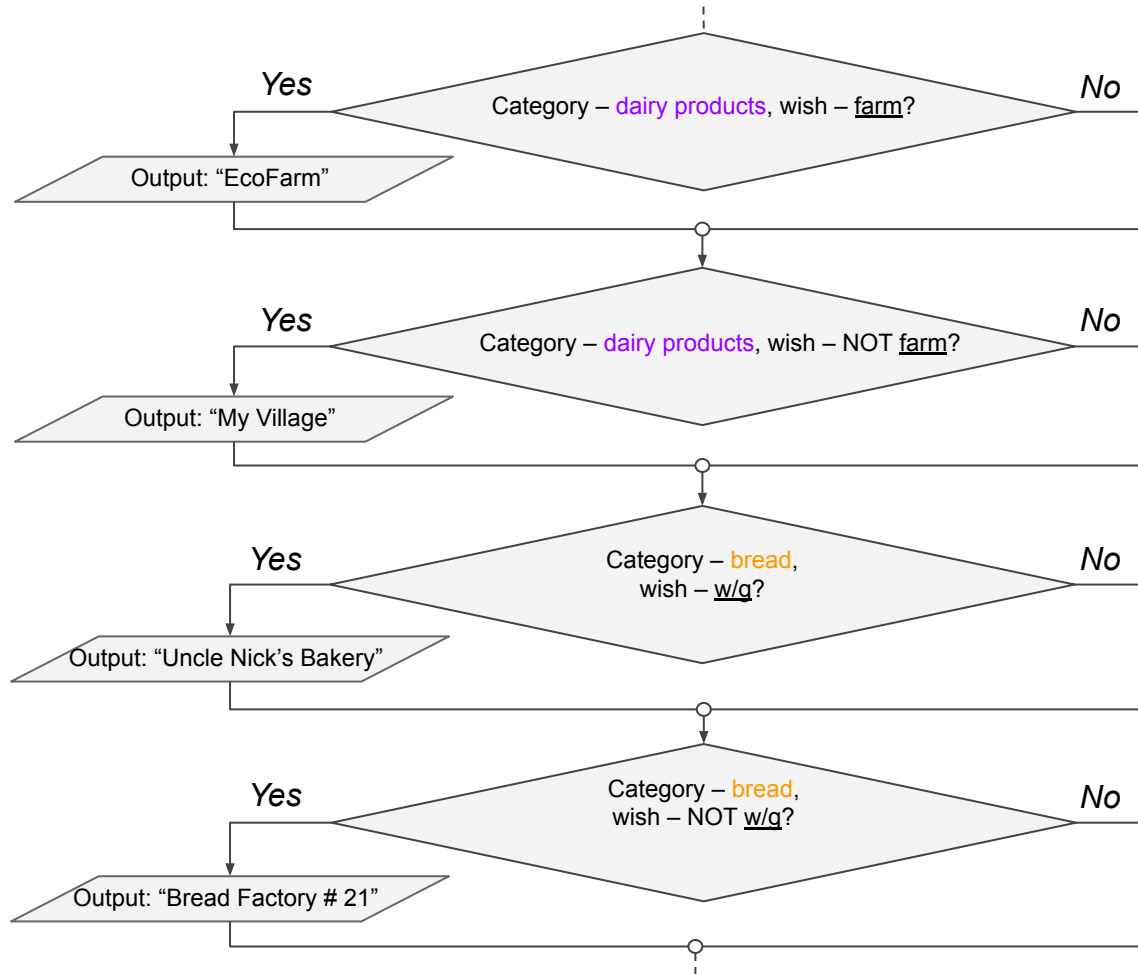 Yes
No
Category – dairy products, wish – farm?
Output: “EcoFarm”
Yes
No
Category – dairy products, wish – NOT farm?
Output: “My Village”
Yes
No
Category – bread,
wish – w/g?
Output: “Uncle Nick’s Bakery”
Yes
No
Category – bread,
wish – NOT w/g?
Output: “Bread Factory # 21”